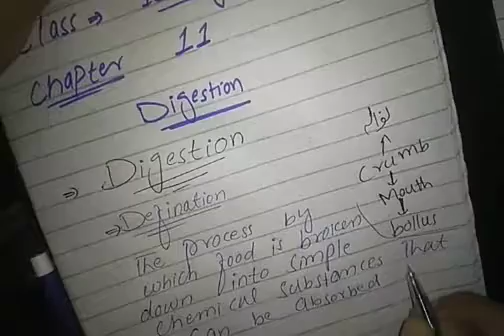 Class ⇒
Chapter 11
Digestion
⇒ Digestion
⇒ Defination
The process by
which food is broken
down into simple
chemical substances that
can be absorbed
نوالہ
^
Crumb
↓
Mouth
↓
bollus